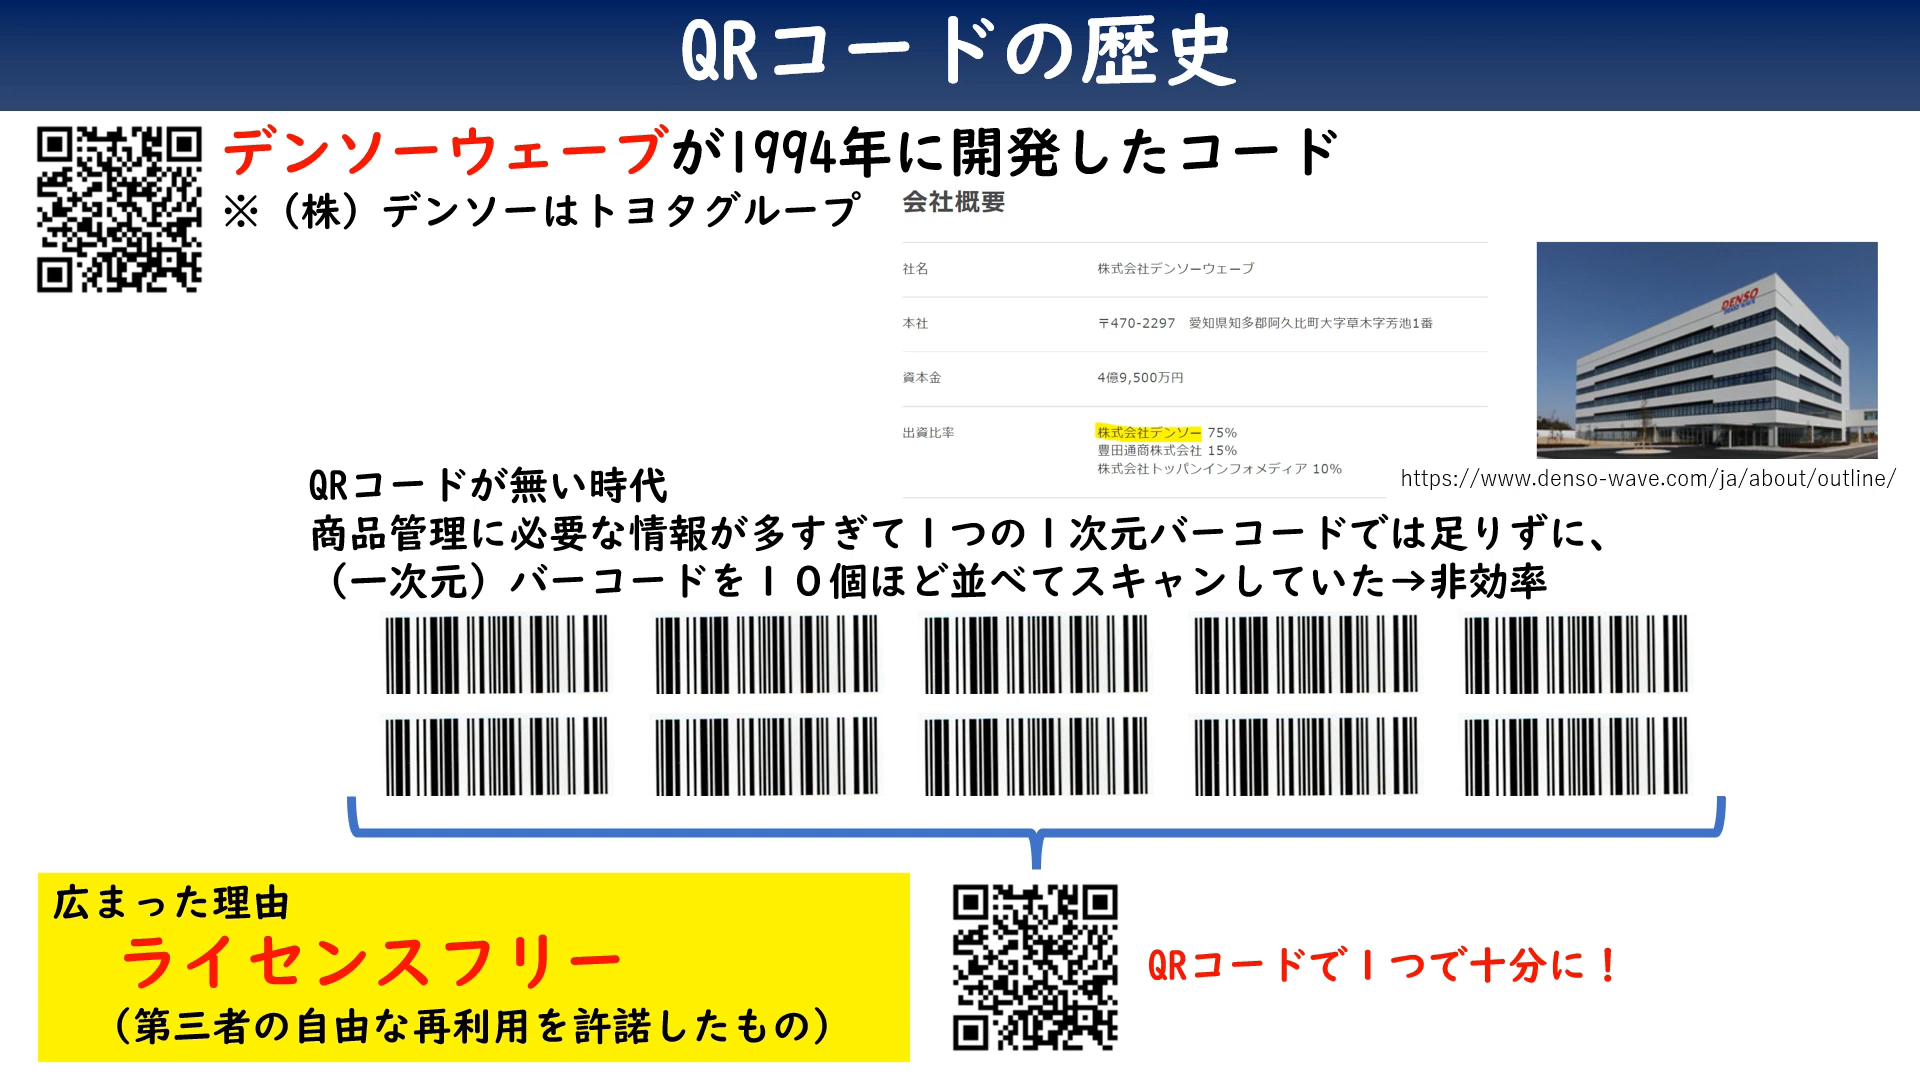 QRコードの歴史
デンソーウェーブが1994年に開発したコード
※（株）デンソーはトヨタグループ
会社概要
社名 株式会社デンソーウェーブ
本社 〒470-2297 愛知県知多郡阿久比町大字草木字芳池1番
資本金 4億9,500万円
出資比率 株式会社デンソー 75%
豊田通商株式会社 15%
株式会社トッパンインフォメディア 10%
DENSO
DENSO WAVE
https://www.denso-wave.com/ja/about/outline/
QRコードが無い時代
商品管理に必要な情報が多すぎて１つの１次元バーコードでは足りずに、
（一次元）バーコードを１０個ほど並べてスキャンしていた→非効率
広まった理由
ライセンスフリー
（第三者の自由な再利用を許諾したもの）
QRコードで１つで十分に！